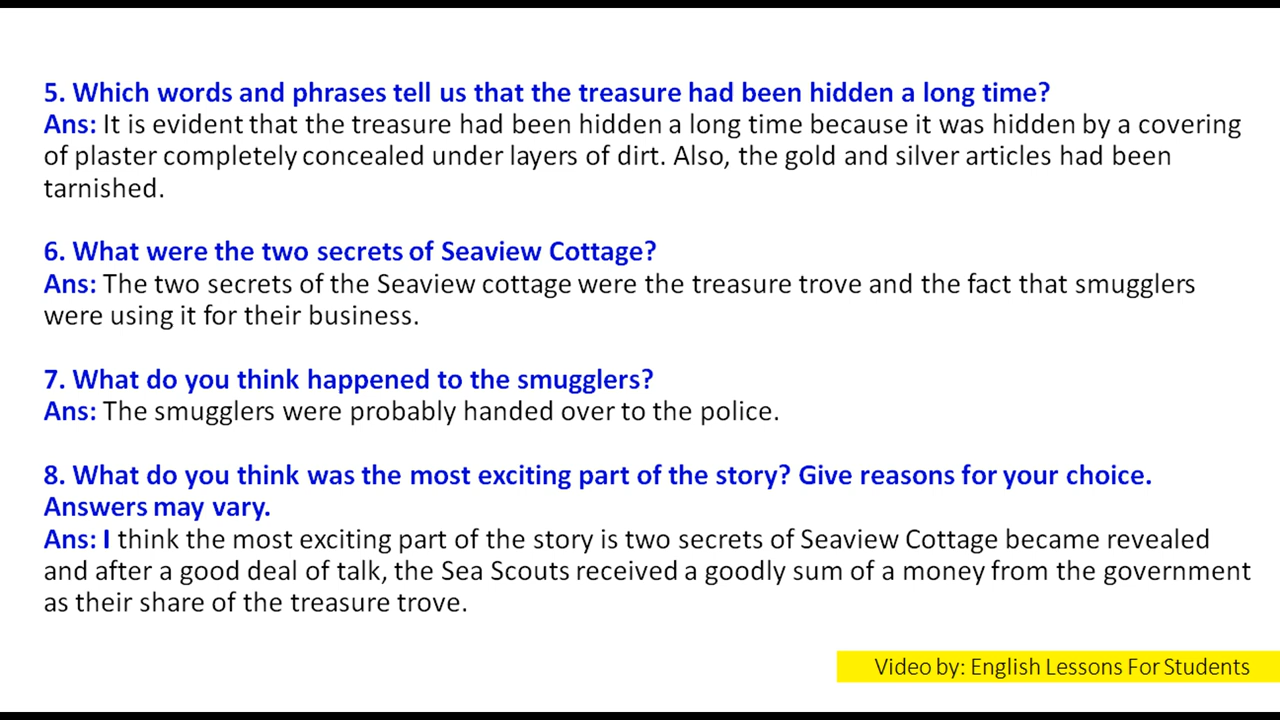 5. Which words and phrases tell us that the treasure had been hidden a long time?
Ans: It is evident that the treasure had been hidden a long time because it was hidden by a covering
of plaster completely concealed under layers of dirt. Also, the gold and silver articles had been
tarnished.
6. What were the two secrets of Seaview Cottage?
Ans: The two secrets of the Seaview cottage were the treasure trove and the fact that smugglers
were using it for their business.
7. What do you think happened to the smugglers?
Ans: The smugglers were probably handed over to the police.
8. What do you think was the most exciting part of the story? Give reasons for your choice.
Answers may vary.
Ans: I think the most exciting part of the story is two secrets of Seaview Cottage became revealed
and after a good deal of talk, the Sea Scouts received a goodly sum of a money from the government
as their share of the treasure trove.
Video by: English Lessons For Students